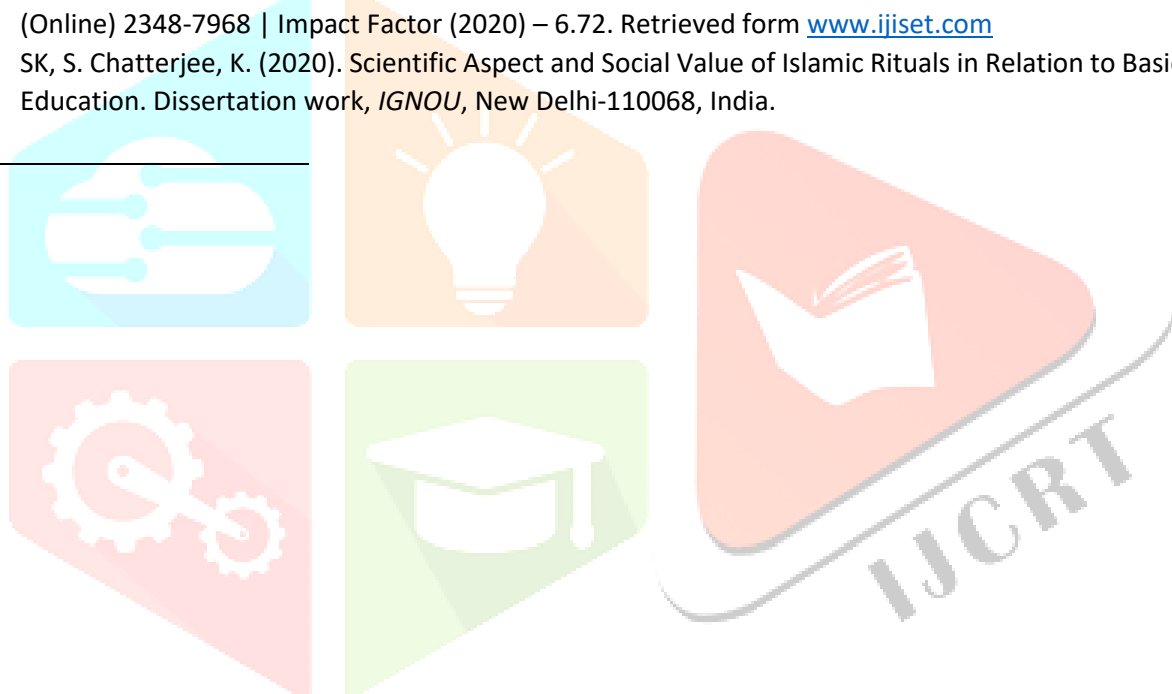 (Online) 2348-7968 | Impact Factor (2020) – 6.72. Retrieved form www.ijiset.com
SK, S. Chatterjee, K. (2020). Scientific Aspect and Social Value of Islamic Rituals in Relation to
Education. Dissertation work, IGNOU, New Delhi-110068, India.
IJCRT